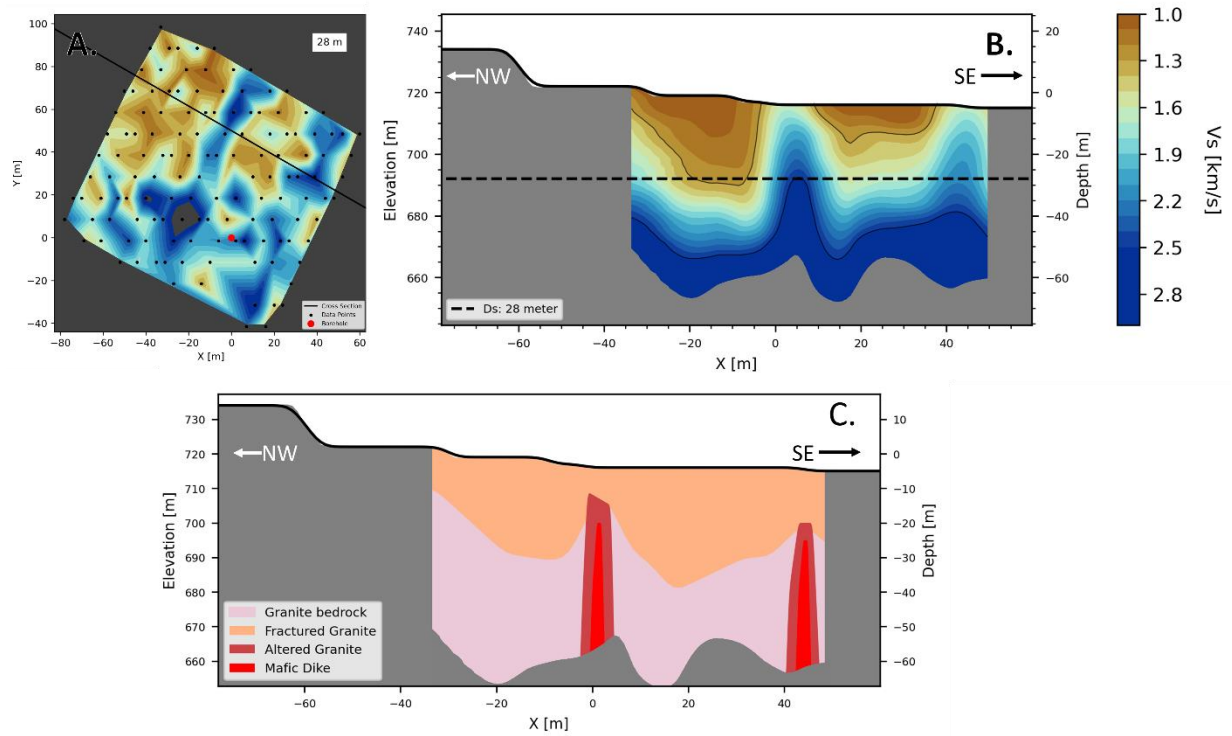 A.
28 m
100
80
60
40
20
0
−20
−40
Y [m]
−80 −60 −40 −20 0 20 40 60
X [m]
Cross Section
Data Points
Borehole
B.
NW
SE
740
720
700
680
660
Elevation [m]
20
0
−20
−40
−60
Depth [m]
Ds: 28 meter
−60 −40 −20 0 20 40
X [m]
1.0
1.3
1.6
1.9
2.2
2.5
2.8
Vs [km/s]
C.
NW
SE
730
720
710
700
690
680
670
660
Elevation [m]
10
0
−10
−20
−30
−40
−50
−60
Depth [m]
Granite bedrock
Fractured Granite
Altered Granite
Mafic Dike
−60 −40 −20 0 20 40
X [m]